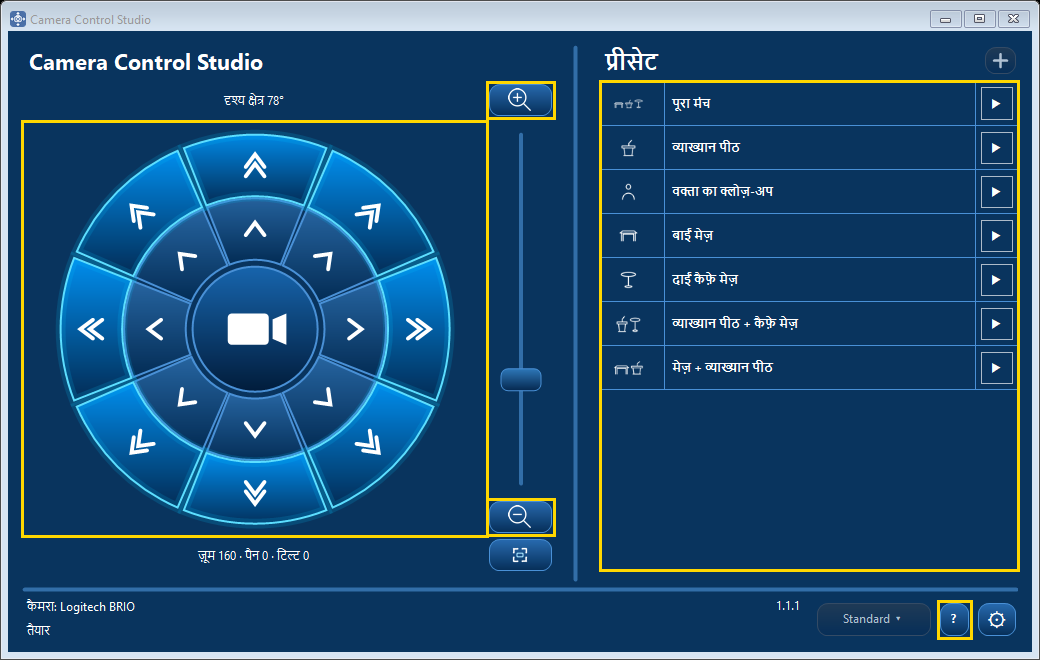 Camera Control Studio
Camera Control Studio
दृश्य क्षेत्र 78°
ज़ूम 160 · पैन 0 · टिल्ट 0
प्रीसेट
पूरा मंच
व्याख्यान पीठ
वक्ता का क्लोज़-अप
बाईं मेज़
दाईं कैफ़े मेज़
व्याख्यान पीठ + कैफ़े मेज़
मेज़ + व्याख्यान पीठ
कैमरा: Logitech BRIO
तैयार
1.1.1
Standard
?